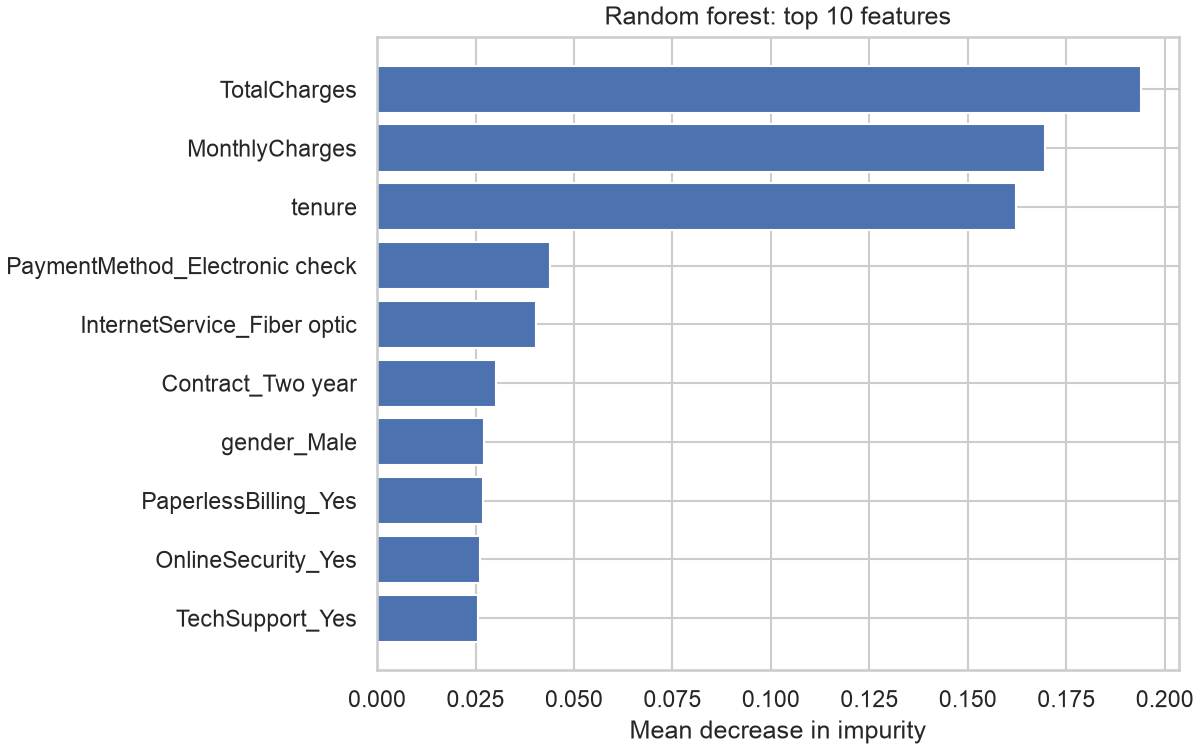 Random forest: top 10 features
TotalCharges
MonthlyCharges
tenure
PaymentMethod_Electronic check
InternetService_Fiber optic
Contract_Two year
gender_Male
PaperlessBilling_Yes
OnlineSecurity_Yes
TechSupport_Yes
0.000 0.025 0.050 0.075 0.100 0.125 0.150 0.175 0.200
Mean decrease in impurity